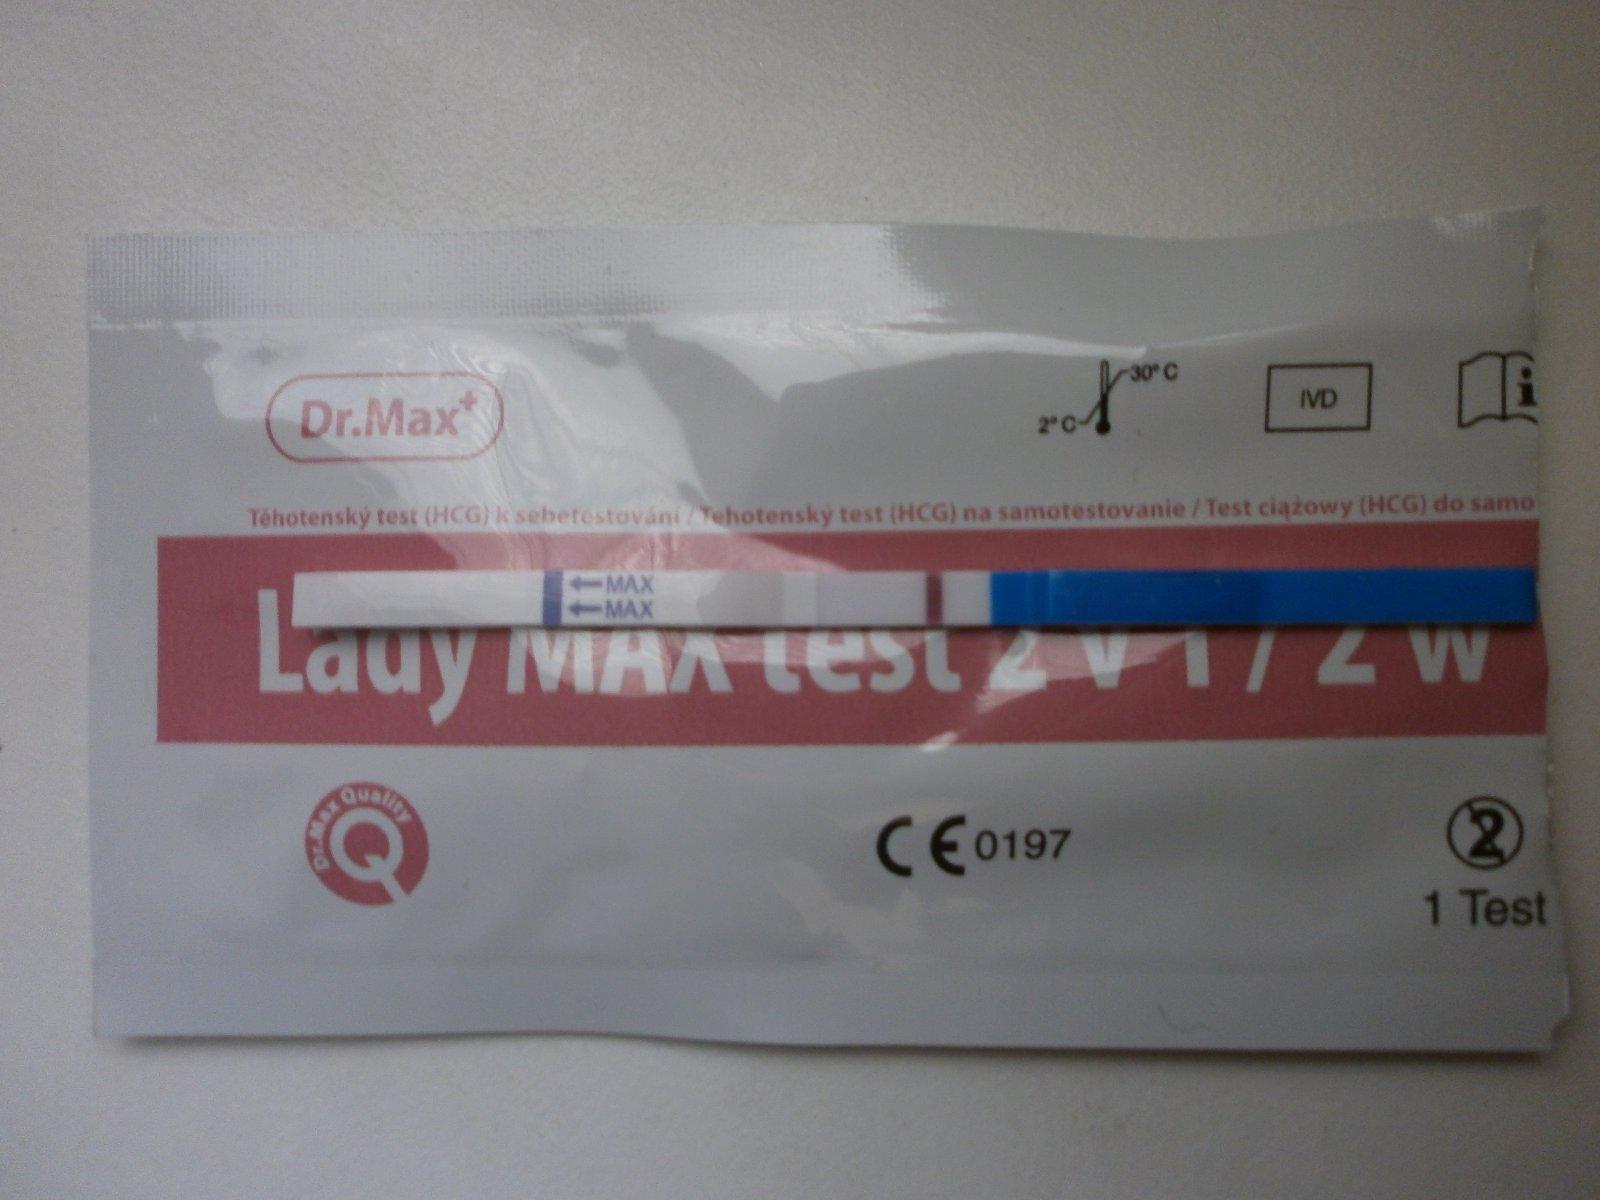 Dr.Max+
30° C
2° C
IVD
i
Těhotenský test (HCG) k sebetestování / Tehotenský test (HCG) na samotestovanie / Test ciążowy (HCG) do samo
MAX
MAX
Lady MAX test 2 v 1 / 2 w
Dr.Max Quality
Q
CE 0197
2
1 Test